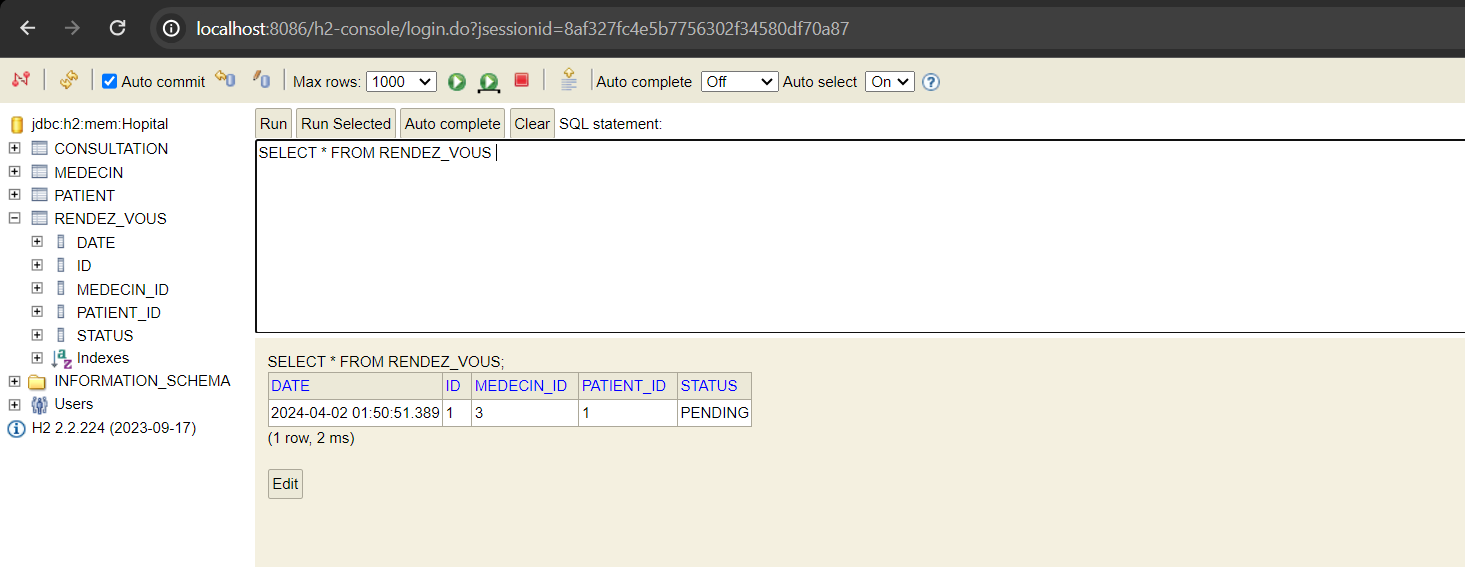 localhost:8086/h2-console/login.do?jsessionid=8af327fc4e5b7756302f34580df70a87
Auto commit Max rows: 1000 Auto complete Off Auto select On ?
jdbc:h2:mem:Hopital
CONSULTATION
MEDECIN
PATIENT
RENDEZ_VOUS
DATE
ID
MEDECIN_ID
PATIENT_ID
STATUS
Indexes
INFORMATION_SCHEMA
Users
H2 2.2.224 (2023-09-17)
Run Run Selected Auto complete Clear SQL statement:
SELECT * FROM RENDEZ_VOUS
SELECT * FROM RENDEZ_VOUS;
DATE ID MEDECIN_ID PATIENT_ID STATUS
2024-04-02 01:50:51.389 1 3 1 PENDING
(1 row, 2 ms)
Edit